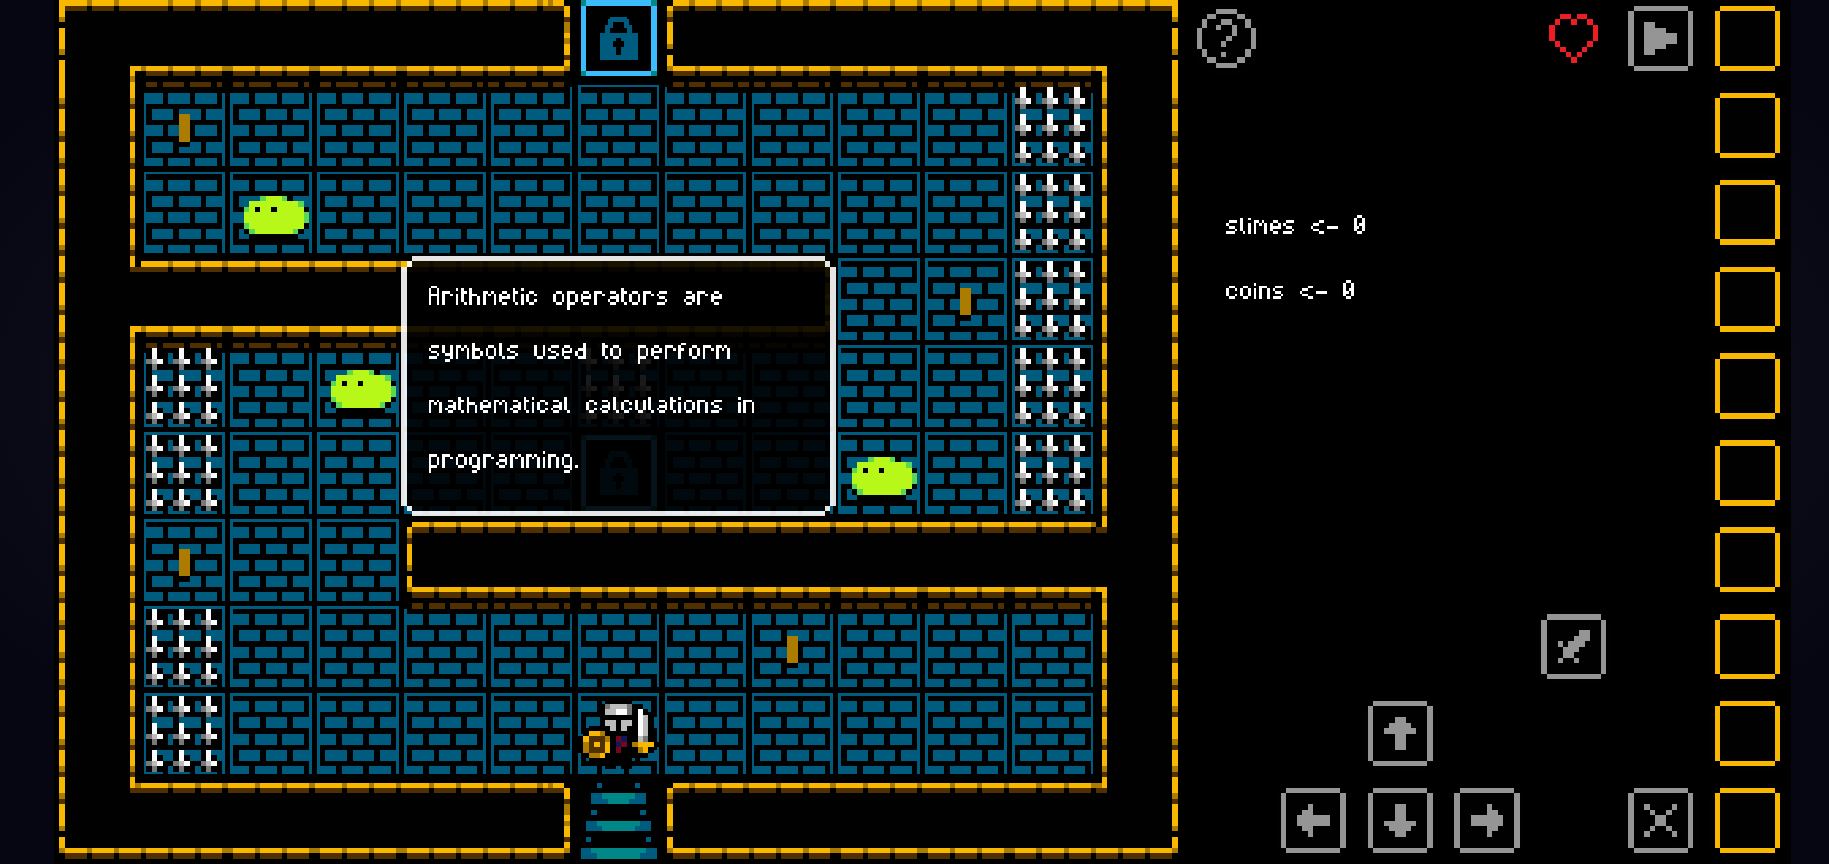 Arithmetic operators are
symbols used to perform
mathematical calculations in
programming.
?
slimes <- 0
coins <- 0